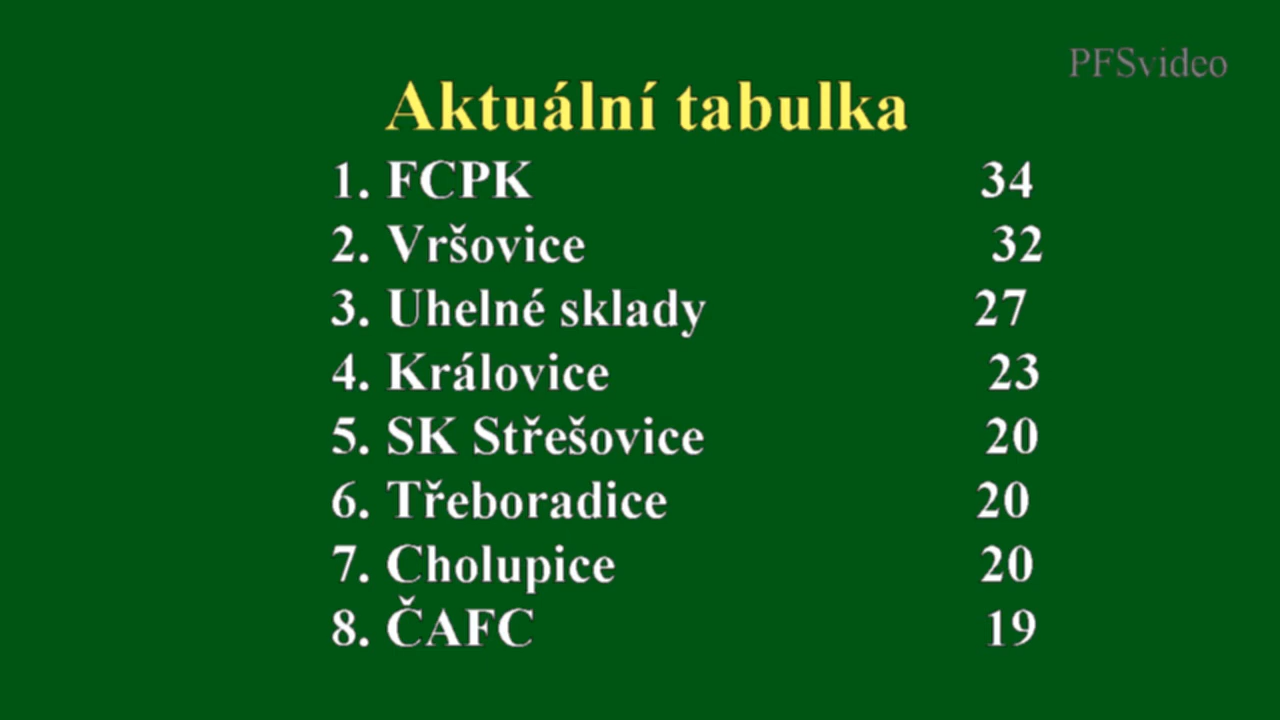 PFSvideo
Aktuální tabulka
1. FCPK 34
2. Vršovice 32
3. Uhelné sklady 27
4. Královice 23
5. SK Střešovice 20
6. Třeboradice 20
7. Cholupice 20
8. ČAFC 19